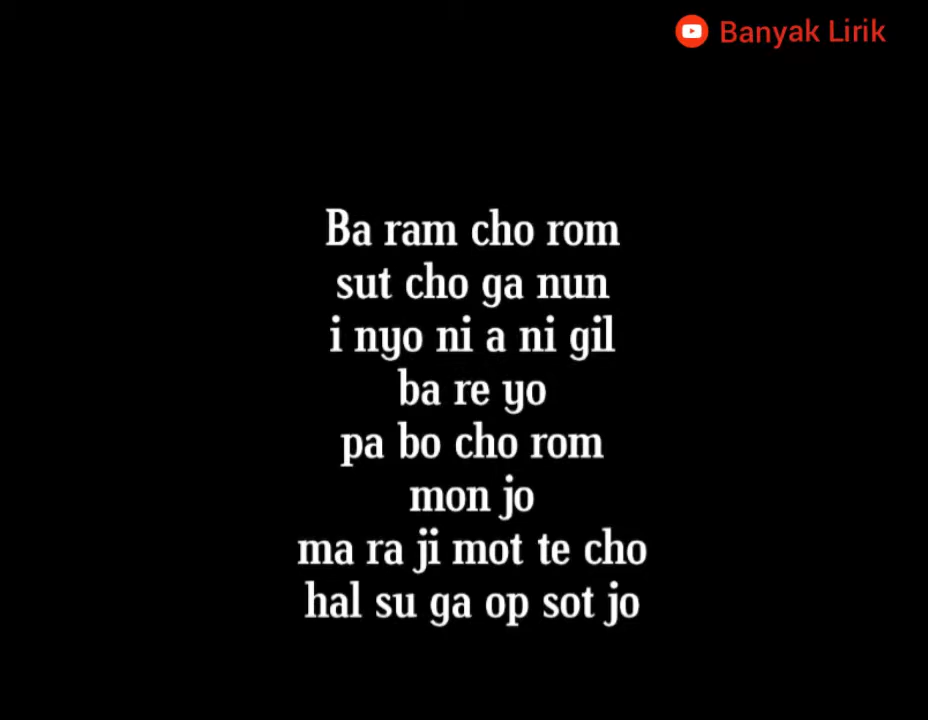 Banyak Lirik
Ba ram cho rom
sut cho ga nun
i nyo ni a ni gil
ba re yo
pa bo cho rom
mon jo
ma ra ji mot te cho
hal su ga op sot jo